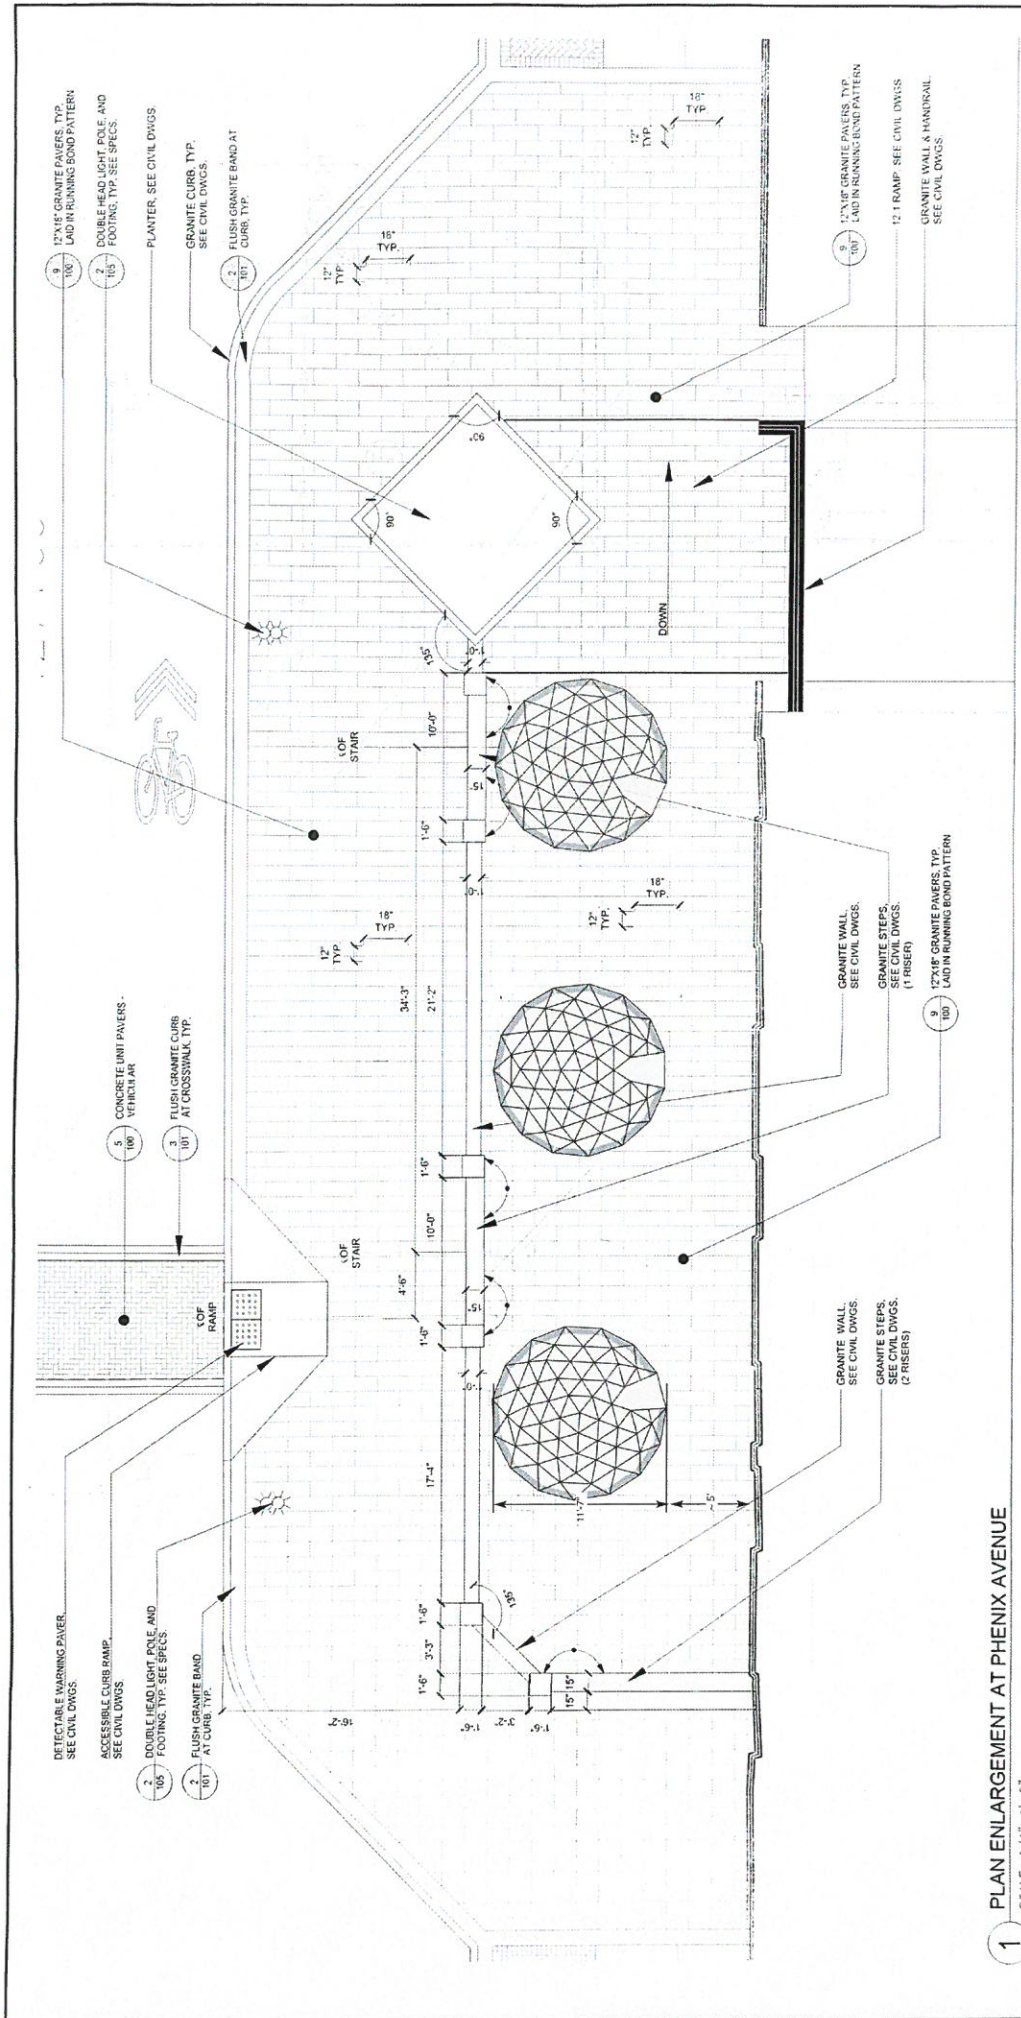 DETECTABLE WARNING PAVER,
SEE CIVIL DWGS.
ACCESSIBLE CURB RAMP,
SEE CIVIL DWGS.
2
105
DOUBLE HEAD LIGHT, POLE, AND
FOOTING, TYP. SEE SPECS.
2
101
FLUSH GRANITE BAND
AT CURB, TYP.
5
100
CONCRETE UNIT PAVERS -
VEHICULAR
3
101
FLUSH GRANITE CURB
AT CROSSWALK, TYP.
9
100
12"X18" GRANITE PAVERS, TYP.
LAID IN RUNNING BOND PATTERN
2
105
DOUBLE HEAD LIGHT, POLE, AND
FOOTING, TYP. SEE SPECS.
PLANTER, SEE CIVIL DWGS.
GRANITE CURB, TYP.
SEE CIVIL DWGS.
2
101
FLUSH GRANITE BAND AT
CURB, TYP.
OF
RAMP
OF
STAIR
OF
STAIR
12"
TYP.
18"
TYP.
12"
TYP.
18"
TYP.
12"
TYP.
18"
TYP.
12"
TYP.
18"
TYP.
16'-2"
1'-6"
3'-2"
1'-6"
15"
15"
1'-6"
3'-3"
1'-6"
17'-4"
1'-6"
4'-6"
10'-0"
1'-6"
34'-3"
21'-2"
1'-6"
10'-0"
135°
1'-0"
15"
1'-0"
15"
1'-0"
135°
90°
90°
90°
11'-7"
~ 5'
DOWN
GRANITE WALL,
SEE CIVIL DWGS.
GRANITE STEPS,
SEE CIVIL DWGS.
(2 RISERS)
GRANITE WALL,
SEE CIVIL DWGS.
GRANITE STEPS,
SEE CIVIL DWGS.
(1 RISER)
9
100
12"X18" GRANITE PAVERS, TYP.
LAID IN RUNNING BOND PATTERN
9
100
12"X18" GRANITE PAVERS, TYP.
LAID IN RUNNING BOND PATTERN
12:1 RAMP, SEE CIVIL DWGS
GRANITE WALL & HANDRAIL,
SEE CIVIL DWGS.
1
PLAN ENLARGEMENT AT PHENIX AVENUE